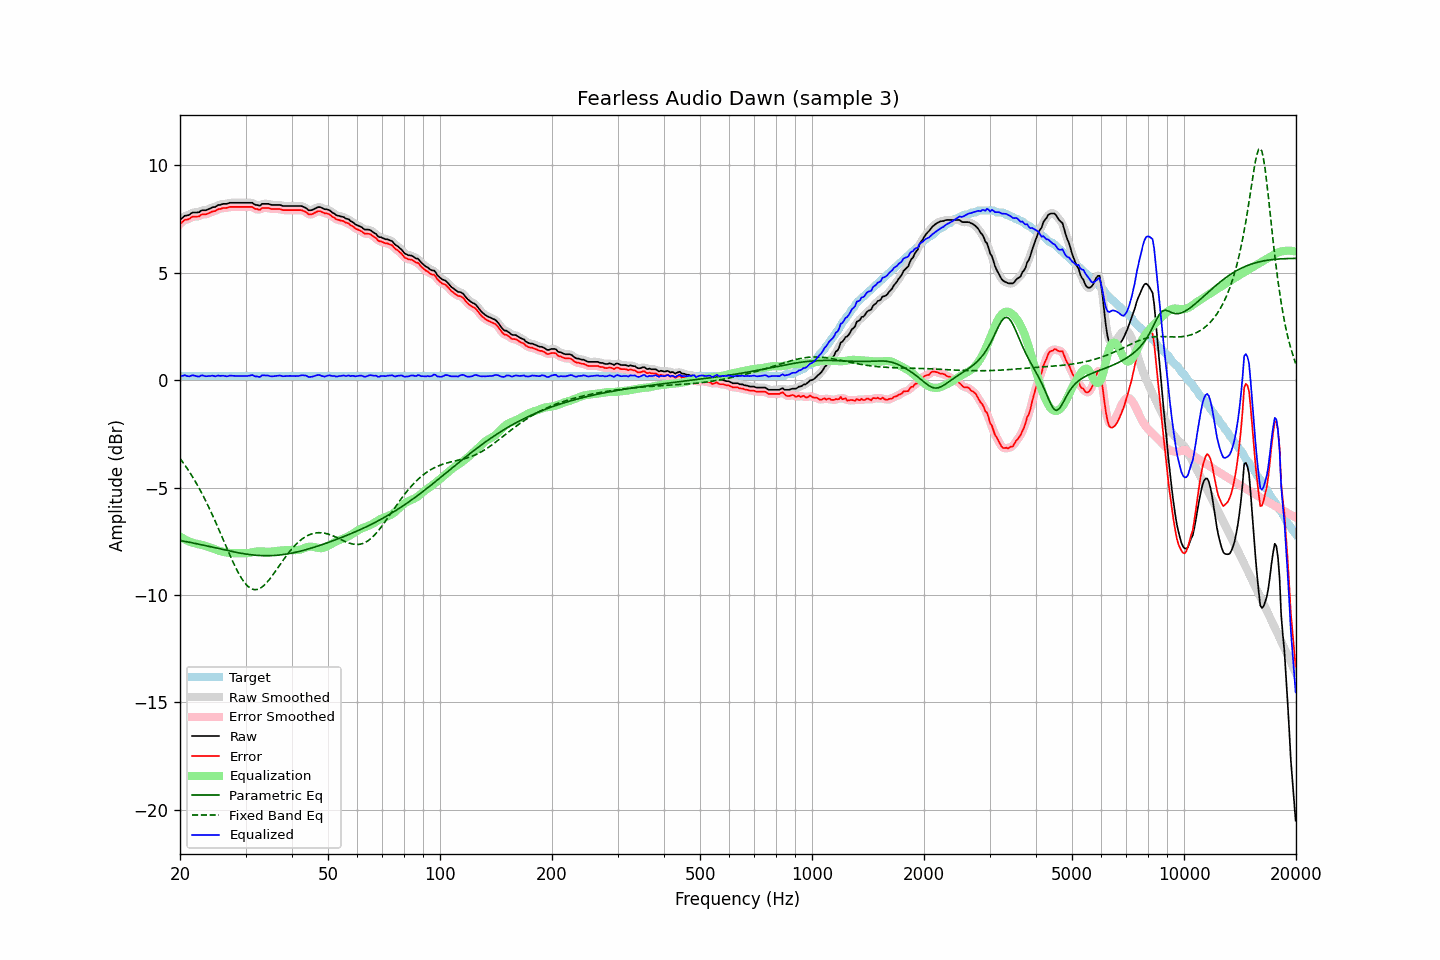 Fearless Audio Dawn (sample 3)
Amplitude (dBr)
10
5
0
−5
−10
−15
−20
Target
Raw Smoothed
Error Smoothed
Raw
Error
Equalization
Parametric Eq
Fixed Band Eq
Equalized
20 50 100 200 500 1000 2000 5000 10000 20000
Frequency (Hz)